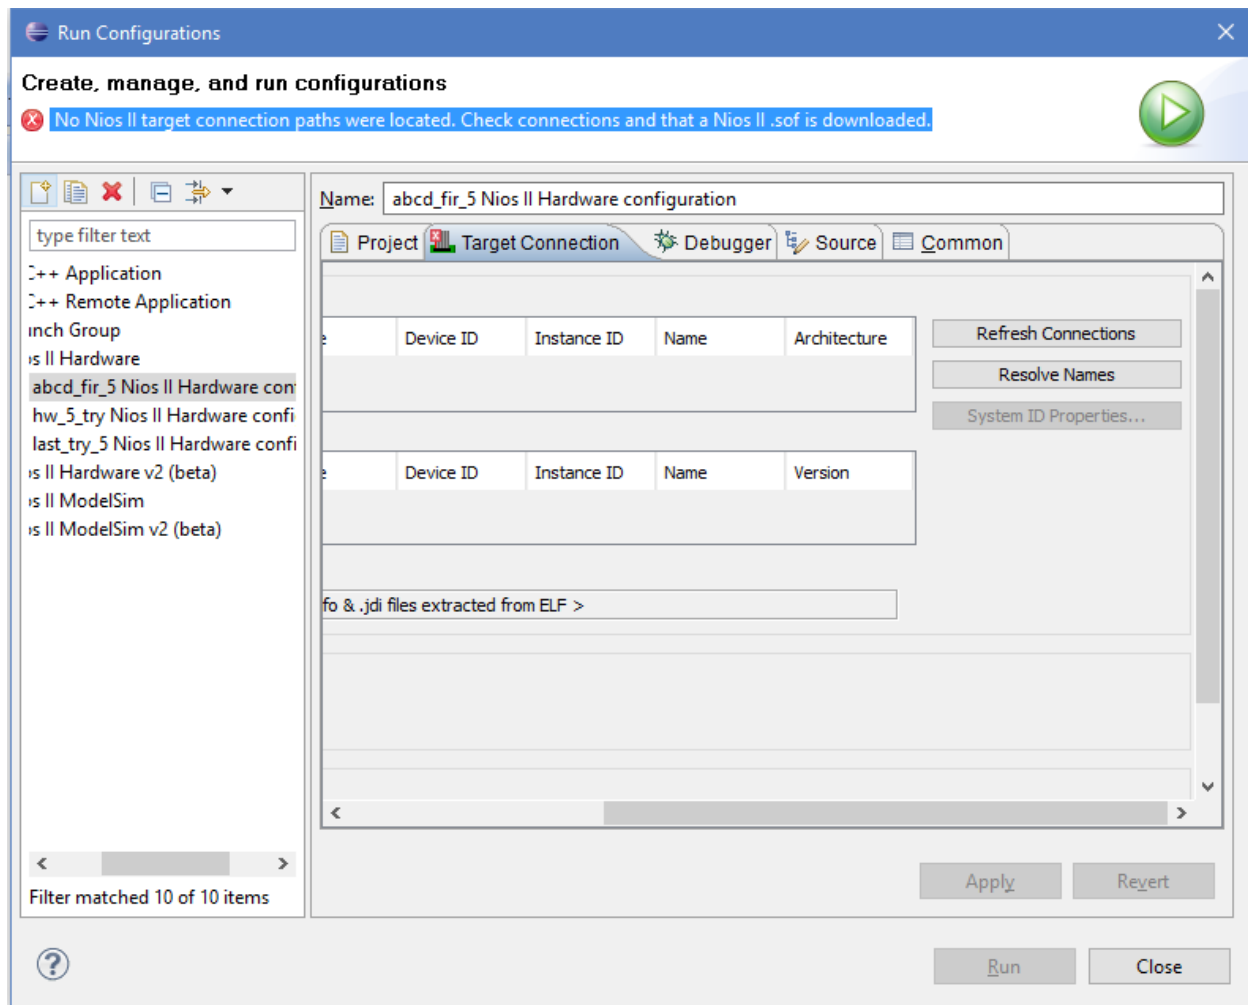 Run Configurations
Create, manage, and run configurations
No Nios II target connection paths were located. Check connections and that a Nios II .sof is downloaded.
type filter text
C++ Application
C++ Remote Application
unch Group
os II Hardware
abcd_fir_5 Nios II Hardware con
hw_5_try Nios II Hardware confi
last_try_5 Nios II Hardware confi
os II Hardware v2 (beta)
os II ModelSim
os II ModelSim v2 (beta)
Filter matched 10 of 10 items
Name: abcd_fir_5 Nios II Hardware configuration
Project Target Connection Debugger Source Common
e Device ID Instance ID Name Architecture
Refresh Connections
Resolve Names
System ID Properties...
e Device ID Instance ID Name Version
fo & .jdi files extracted from ELF >
Apply Revert
? Run Close